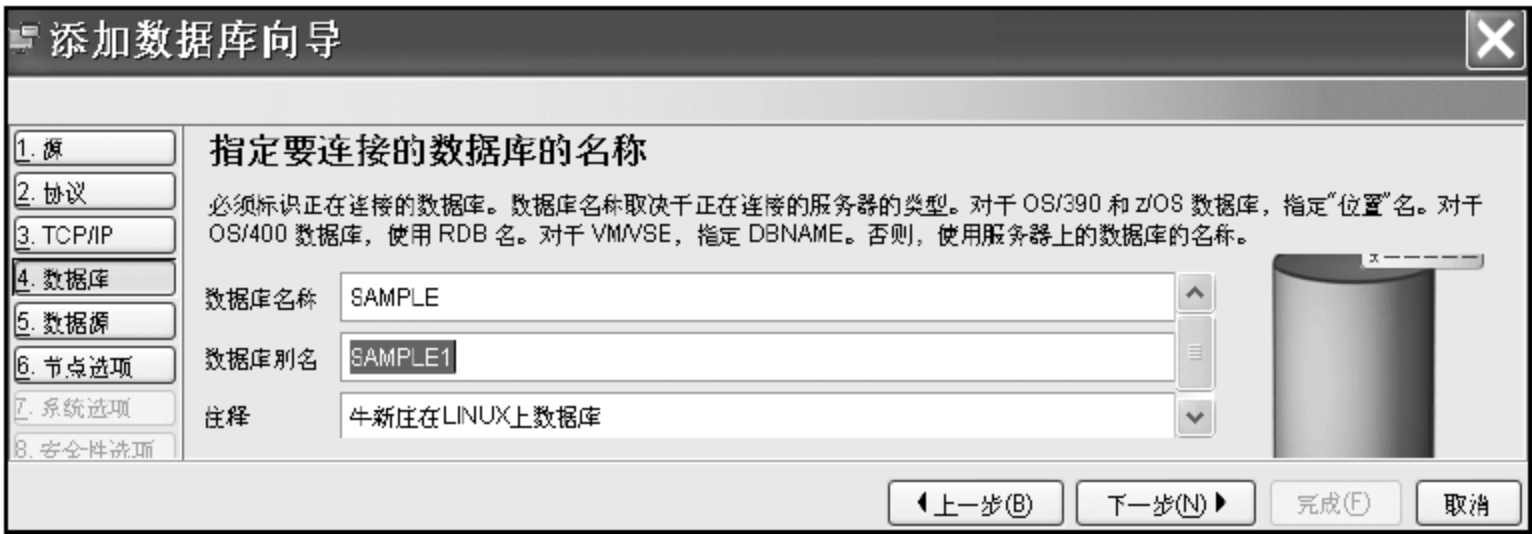 添加数据库向导
1. 源
2. 协议
3. TCP/IP
4. 数据库
5. 数据源
6. 节点选项
7. 系统选项
8. 安全性选项
指定要连接的数据库的名称
必须标识正在连接的数据库。数据库名称取决于正在连接的服务器的类型。对于 OS/390 和 z/OS 数据库，指定“位置”名。对于
OS/400 数据库，使用 RDB 名。对于 VM/VSE，指定 DBNAME。否则，使用服务器上的数据库的名称。
数据库名称 SAMPLE
数据库别名 SAMPLE1
注释 牛新庄在LINUX上数据库
上一步(B) 下一步(N) 完成(F) 取消